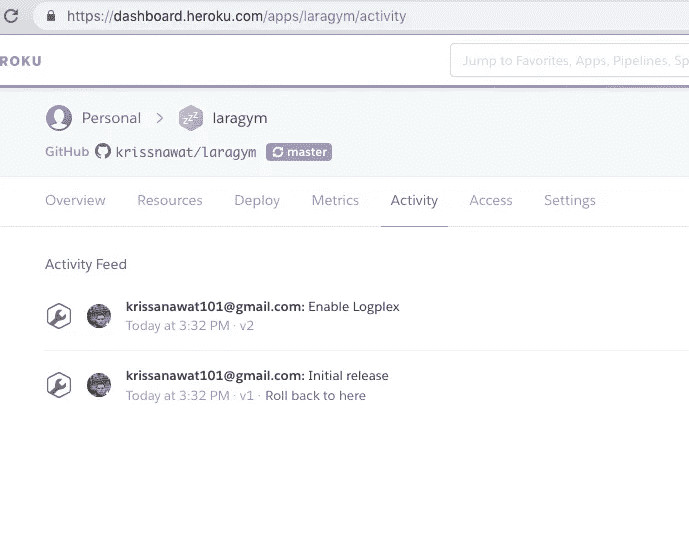 https://dashboard.heroku.com/apps/laragym/activity
ROKU
Jump to Favorites, Apps, Pipelines, Sp
Personal > zzz laragym
GitHub krissnawat/laragym master
Overview Resources Deploy Metrics Activity Access Settings
Activity Feed
krissanawat101@gmail.com: Enable Logplex
Today at 3:32 PM · v2
krissanawat101@gmail.com: Initial release
Today at 3:32 PM · v1 · Roll back to here